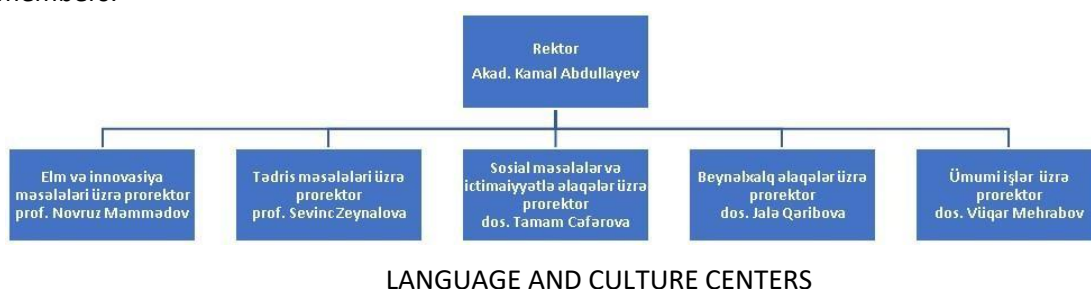 Rektor
Akad. Kamal Abdullayev
Elm və innovasiya
məsələləri üzrə prorektor
prof. Novruz Məmmədov
Tədris məsələləri üzrə
prorektor
prof. Sevinc Zeynalova
Sosial məsələlər və
ictimaiyyətlə əlaqələr üzrə
prorektor
dos. Tamam Cəfərova
Beynəlxalq əlaqələr üzrə
prorektor
dos. Jalə Qəribova
Ümumi işlər üzrə
prorektor
dos. Vüqar Mehrabov
LANGUAGE AND CULTURE CENTERS